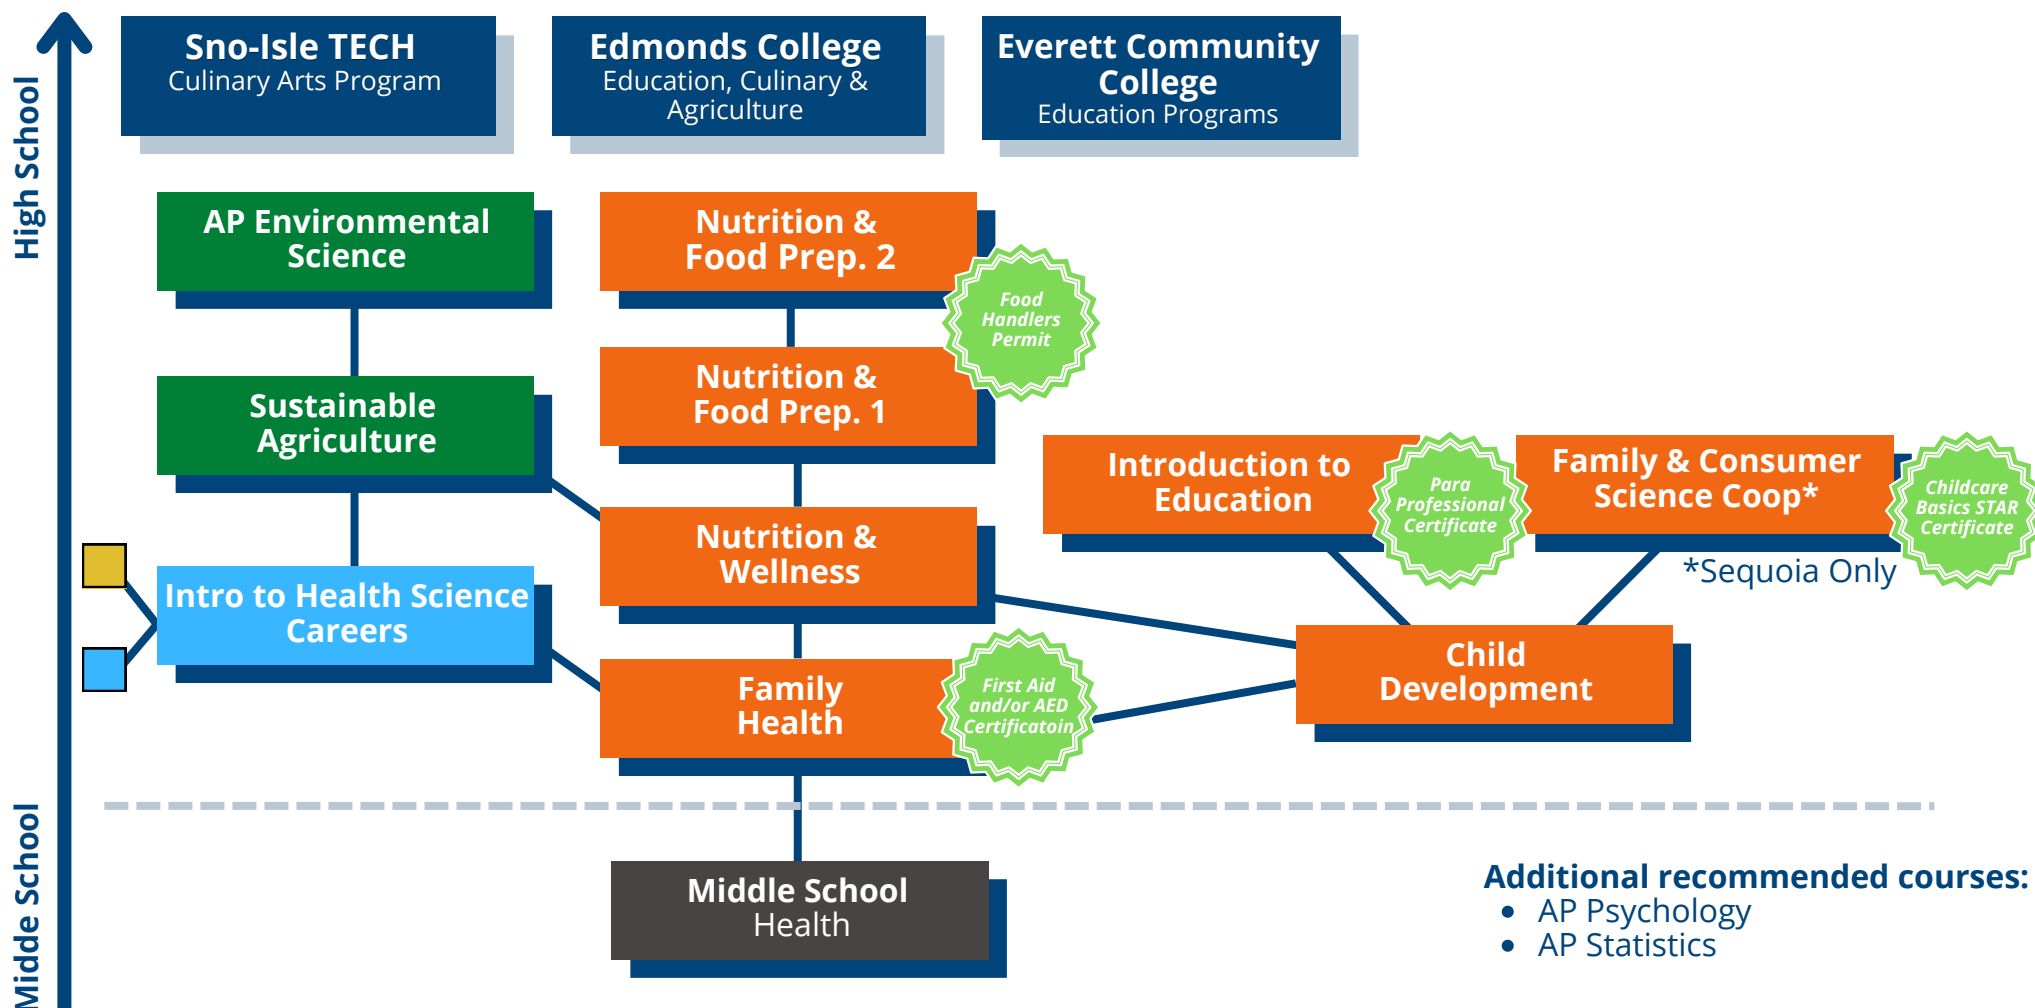 High School
Midde School
Sno-Isle TECH
Culinary Arts Program
Edmonds College
Education, Culinary &
Agriculture
Everett Community
College
Education Programs
AP Environmental
Science
Nutrition &
Food Prep. 2
Food
Handlers
Permit
Nutrition &
Food Prep. 1
Sustainable
Agriculture
Introduction to
Education
Para
Professional
Certificate
Family & Consumer
Science Coop*
Childcare
Basics STAR
Certificate
*Sequoia Only
Nutrition &
Wellness
Intro to Health Science
Careers
Family
Health
First Aid
and/or AED
Certificatoin
Child
Development
Middle School
Health
Additional recommended courses:
• AP Psychology
• AP Statistics